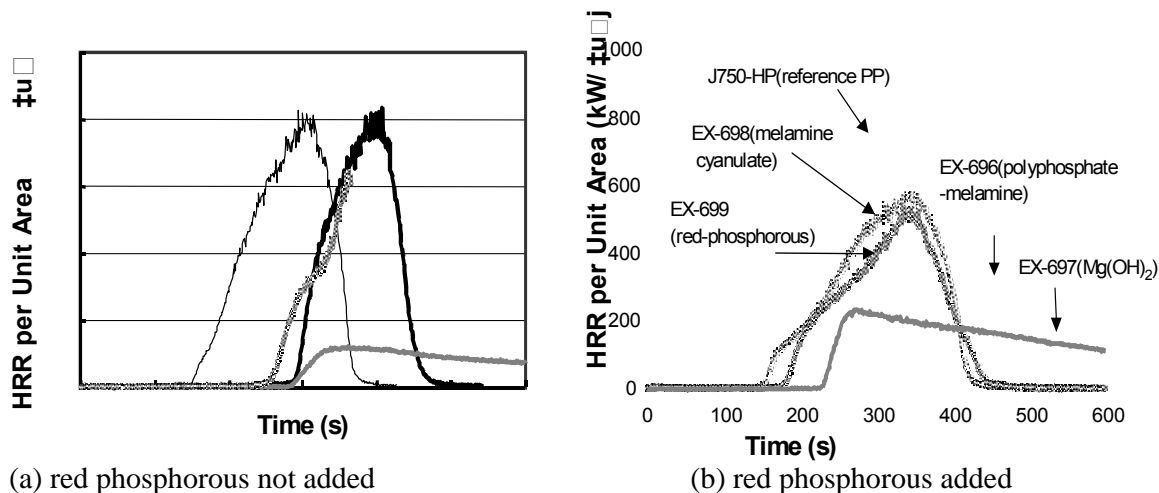 HRR per Unit Area ‡u□
Time (s)
(a) red phosphorous not added
HRR per Unit Area (kW/ ‡u□j
1000
800
600
400
200
0
J750-HP(reference PP)
EX-698(melamine
cyanulate)
EX-696(polyphosphate
-melamine)
EX-699
(red-phosphorous)
EX-697(Mg(OH)₂)
0 200 300 400 600
Time (s)
(b) red phosphorous added